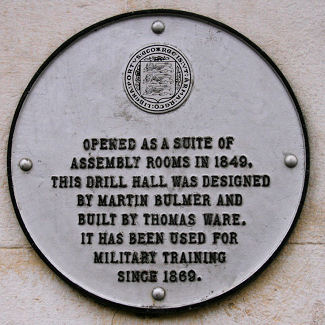 OPENED AS A SUITE OF
ASSEMBLY ROOMS IN 1849.
THIS DRILL HALL WAS DESIGNED
BY MARTIN BULMER AND
BUILT BY THOMAS WARE.
IT HAS BEEN USED FOR
MILITARY TRAINING
SINCE 1869.